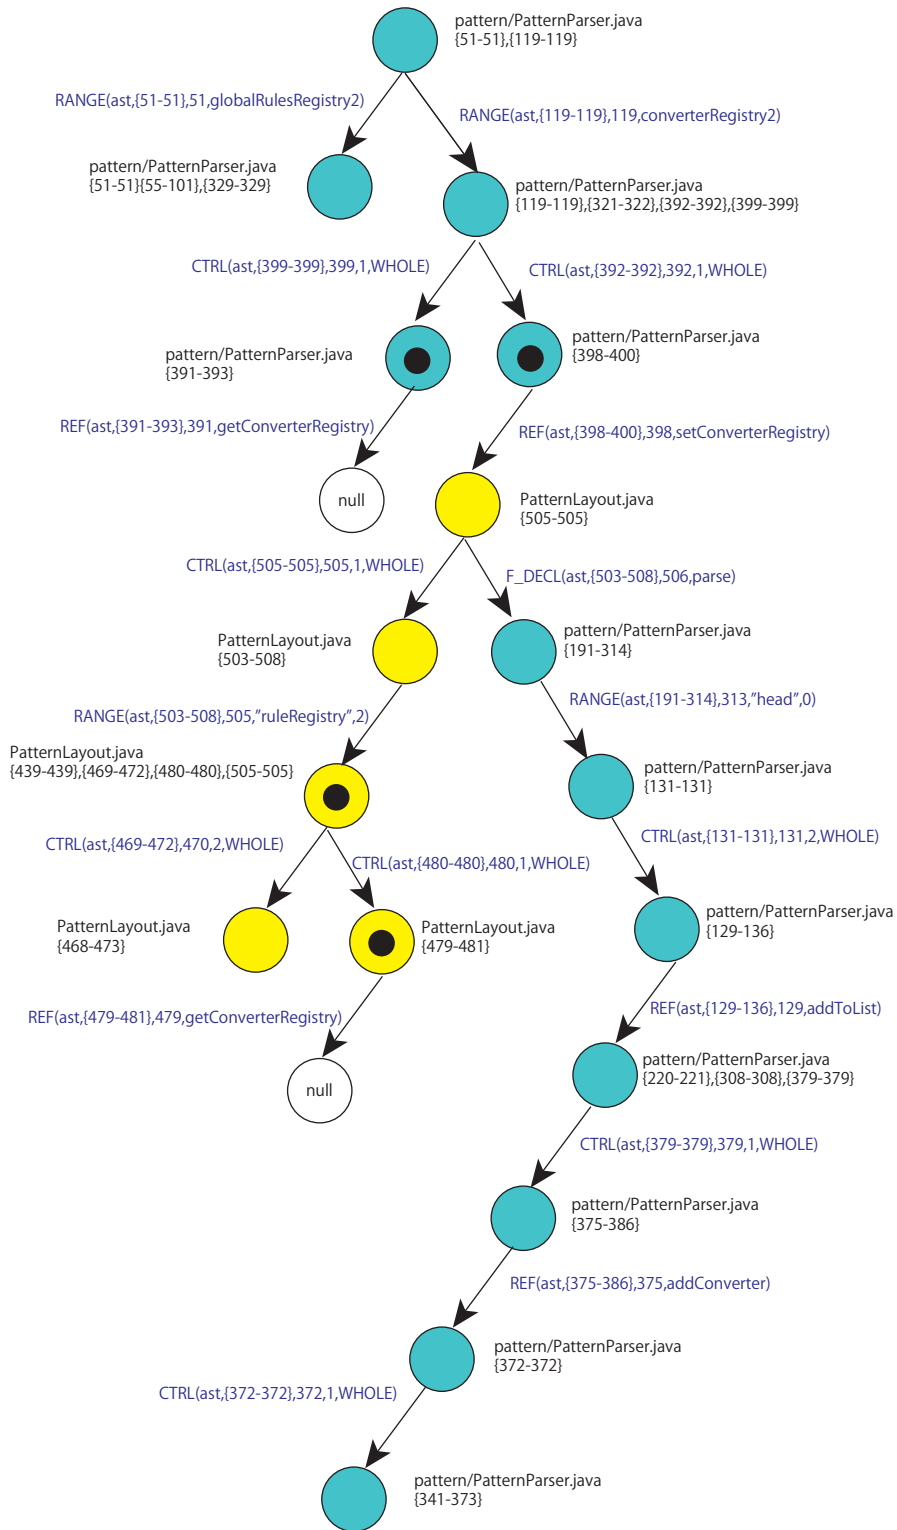 pattern/PatternParser.java
{51-51},{119-119}
RANGE(ast,{51-51},51,globalRulesRegistry2)
RANGE(ast,{119-119},119,converterRegistry2)
pattern/PatternParser.java
{51-51}{55-101},{329-329}
pattern/PatternParser.java
{119-119},{321-322},{392-392},{399-399}
CTRL(ast,{399-399},399,1,WHOLE)
CTRL(ast,{392-392},392,1,WHOLE)
pattern/PatternParser.java
{391-393}
pattern/PatternParser.java
{398-400}
REF(ast,{391-393},391,getConverterRegistry)
REF(ast,{398-400},398,setConverterRegistry)
null
PatternLayout.java
{505-505}
CTRL(ast,{505-505},505,1,WHOLE)
F_DECL(ast,{503-508},506,parse)
PatternLayout.java
{503-508}
pattern/PatternParser.java
{191-314}
RANGE(ast,{503-508},505,”ruleRegistry”,2)
RANGE(ast,{191-314},313,”head”,0)
PatternLayout.java
{439-439},{469-472},{480-480},{505-505}
pattern/PatternParser.java
{131-131}
CTRL(ast,{469-472},470,2,WHOLE)
CTRL(ast,{480-480},480,1,WHOLE)
CTRL(ast,{131-131},131,2,WHOLE)
PatternLayout.java
{468-473}
PatternLayout.java
{479-481}
pattern/PatternParser.java
{129-136}
REF(ast,{479-481},479,getConverterRegistry)
REF(ast,{129-136},129,addToList)
null
pattern/PatternParser.java
{220-221},{308-308},{379-379}
CTRL(ast,{379-379},379,1,WHOLE)
pattern/PatternParser.java
{375-386}
REF(ast,{375-386},375,addConverter)
pattern/PatternParser.java
{372-372}
CTRL(ast,{372-372},372,1,WHOLE)
pattern/PatternParser.java
{341-373}